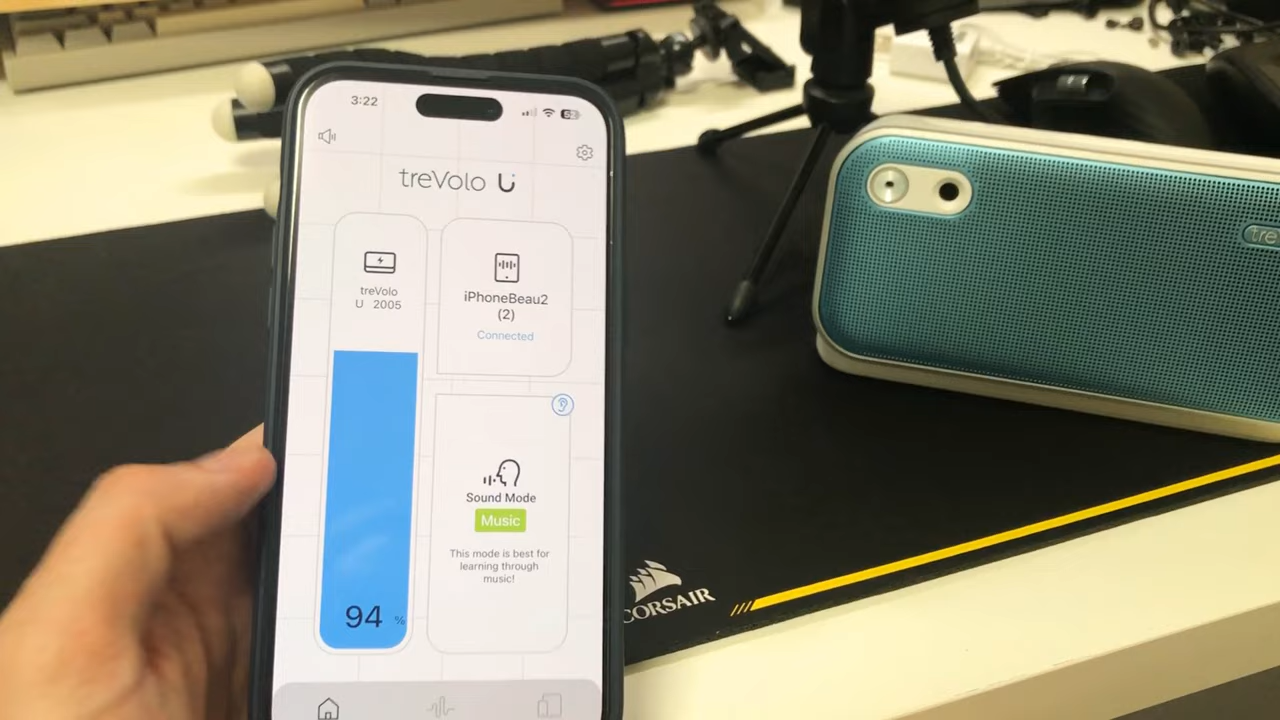 3:22
treVolo U
treVolo
U 2005
iPhoneBeau2
(2)
Connected
Sound Mode
Music
This mode is best for
learning through
music!
94 %
CORSAIR
tre